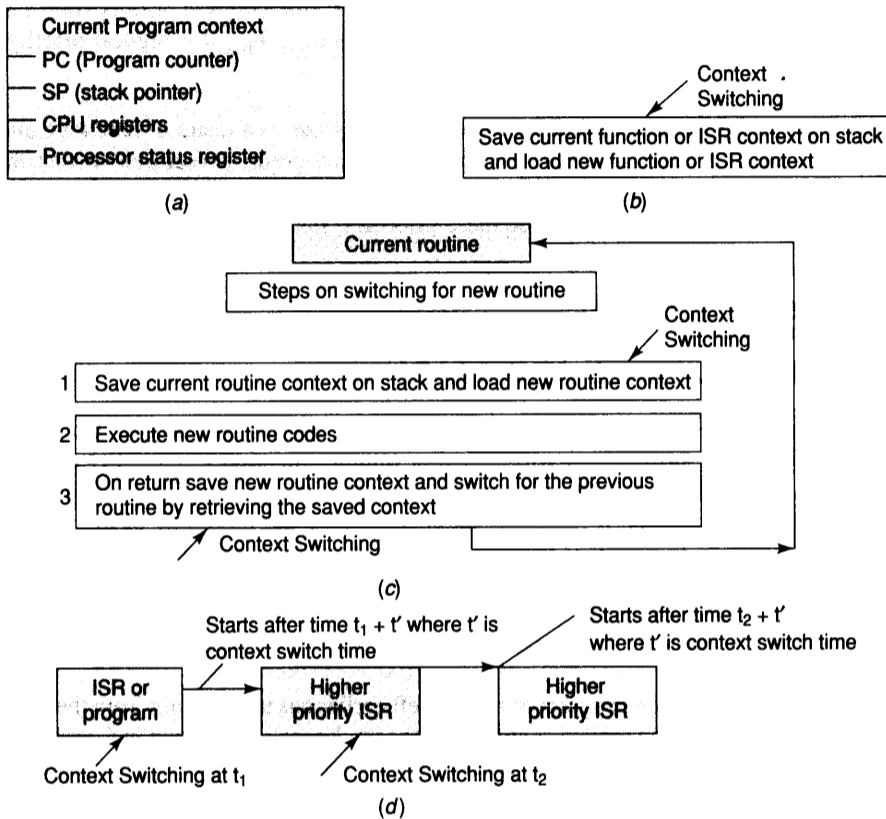 Current Program context
PC (Program counter)
SP (stack pointer)
CPU registers
Processor status register
(a)
Context
Switching
Save current function or ISR context on stack
and load new function or ISR context
(b)
Current routine
Steps on switching for new routine
Context
Switching
1 Save current routine context on stack and load new routine context
2 Execute new routine codes
3 On return save new routine context and switch for the previous
routine by retrieving the saved context
Context Switching
(c)
Starts after time t₁ + t′ where t′ is
context switch time
Starts after time t₂ + t′
where t′ is context switch time
ISR or
program
Higher
priority ISR
Higher
priority ISR
Context Switching at t₁
Context Switching at t₂
(d)